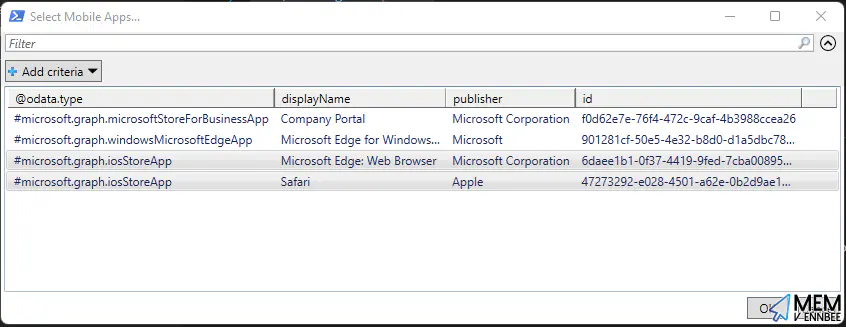 Select Mobile Apps...
Filter
Add criteria
@odata.type displayName publisher id
#microsoft.graph.microsoftStoreForBusinessApp Company Portal Microsoft Corporation f0d62e7e-76f4-472c-9caf-4b3988ccea26
#microsoft.graph.windowsMicrosoftEdgeApp Microsoft Edge for Windows... Microsoft 901281cf-50e5-4e32-b8d0-d1a5dbc78...
#microsoft.graph.iosStoreApp Microsoft Edge: Web Browser Microsoft Corporation 6daee1b1-0f37-4419-9fed-7cba00895...
#microsoft.graph.iosStoreApp Safari Apple 47273292-e028-4501-a62e-0b2d9ae1...
MEM
V ENNBEE